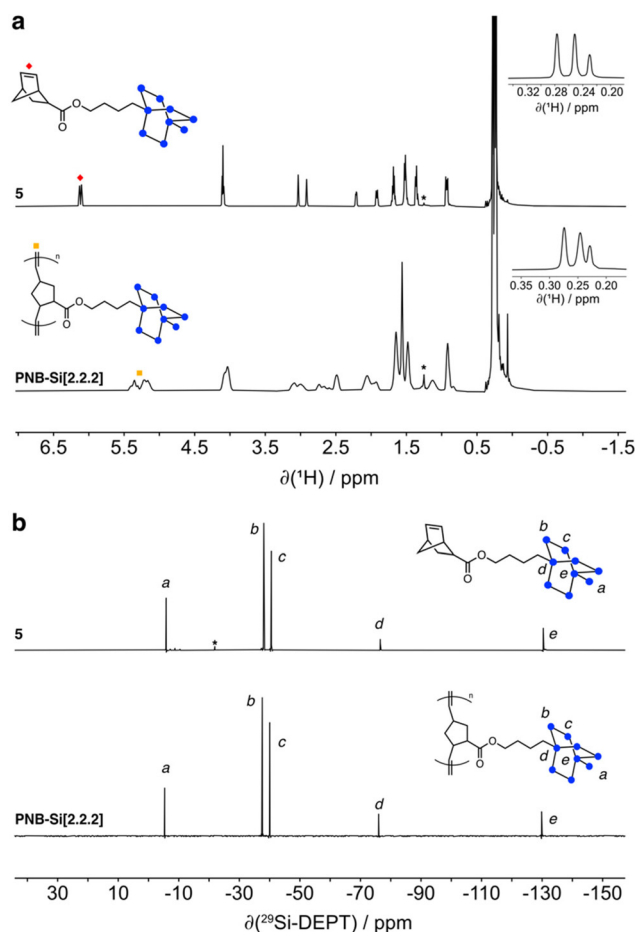 a
O
O
0.32 0.28 0.24 0.20
∂(¹H) / ppm
5
*
n
O
O
0.35 0.30 0.25 0.20
∂(¹H) / ppm
PNB-Si[2.2.2]
*
6.5 5.5 4.5 3.5 2.5 1.5 0.5 -0.5 -1.5
∂(¹H) / ppm
b
b
c
O
O
d
e
a
a
b
c
d
e
5
*
n
b
c
O
O
d
e
a
a
b
c
d
e
PNB-Si[2.2.2]
30 10 -10 -30 -50 -70 -90 -110 -130 -150
∂(²⁹Si-DEPT) / ppm